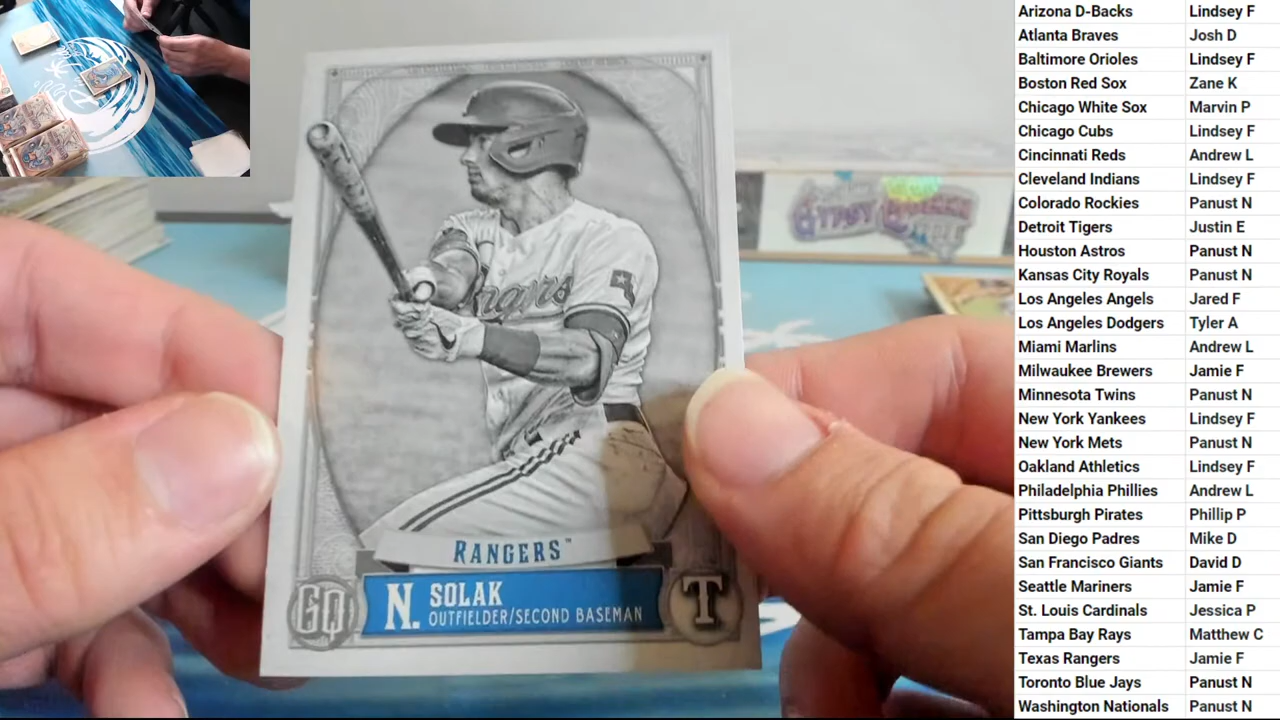 Rangers
RANGERS™
GQ
N. SOLAK
OUTFIELDER/SECOND BASEMAN
T
GYPSY QUEEN
Arizona D-Backs Lindsey F
Atlanta Braves Josh D
Baltimore Orioles Lindsey F
Boston Red Sox Zane K
Chicago White Sox Marvin P
Chicago Cubs Lindsey F
Cincinnati Reds Andrew L
Cleveland Indians Lindsey F
Colorado Rockies Panust N
Detroit Tigers Justin E
Houston Astros Panust N
Kansas City Royals Panust N
Los Angeles Angels Jared F
Los Angeles Dodgers Tyler A
Miami Marlins Andrew L
Milwaukee Brewers Jamie F
Minnesota Twins Panust N
New York Yankees Lindsey F
New York Mets Panust N
Oakland Athletics Lindsey F
Philadelphia Phillies Andrew L
Pittsburgh Pirates Phillip P
San Diego Padres Mike D
San Francisco Giants David D
Seattle Mariners Jamie F
St. Louis Cardinals Jessica P
Tampa Bay Rays Matthew C
Texas Rangers Jamie F
Toronto Blue Jays Panust N
Washington Nationals Panust N